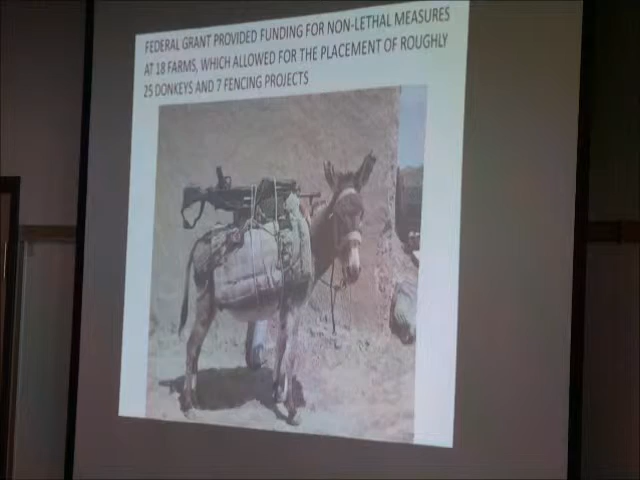 FEDERAL GRANT PROVIDED FUNDING FOR NON-LETHAL MEASURES
AT 18 FARMS, WHICH ALLOWED FOR THE PLACEMENT OF ROUGHLY
25 DONKEYS AND 7 FENCING PROJECTS